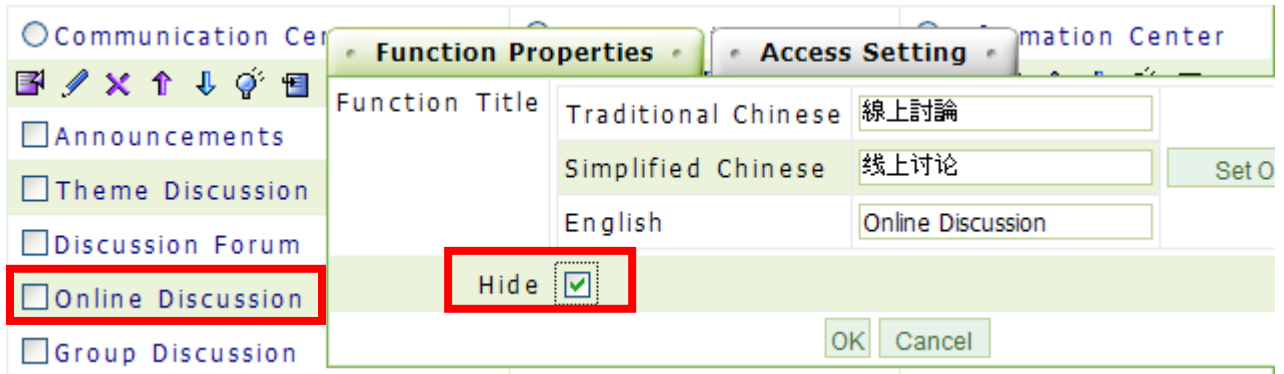 Communication Cer
mation Center
Function Properties
Access Setting
Announcements
Theme Discussion
Discussion Forum
Online Discussion
Group Discussion
Function Title
Traditional Chinese
線上討論
Simplified Chinese
线上讨论
Set O
English
Online Discussion
Hide
OK
Cancel